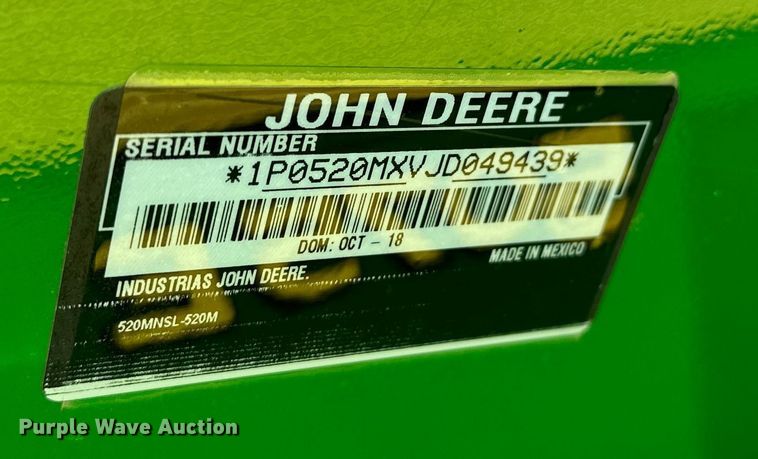 JOHN DEERE
SERIAL NUMBER
*1P0520MXVJD049439*
DOM: OCT - 18
MADE IN MEXICO
INDUSTRIAS JOHN DEERE.
520MNSL-520M
Purple Wave Auction